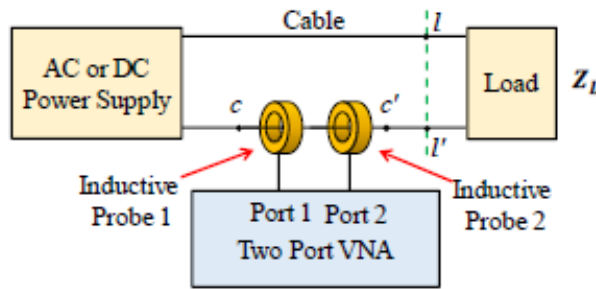 Cable
l
AC or DC
Power Supply
Load
Z_L
c
c'
l'
Inductive
Probe 1
Inductive
Probe 2
Port 1 Port 2
Two Port VNA